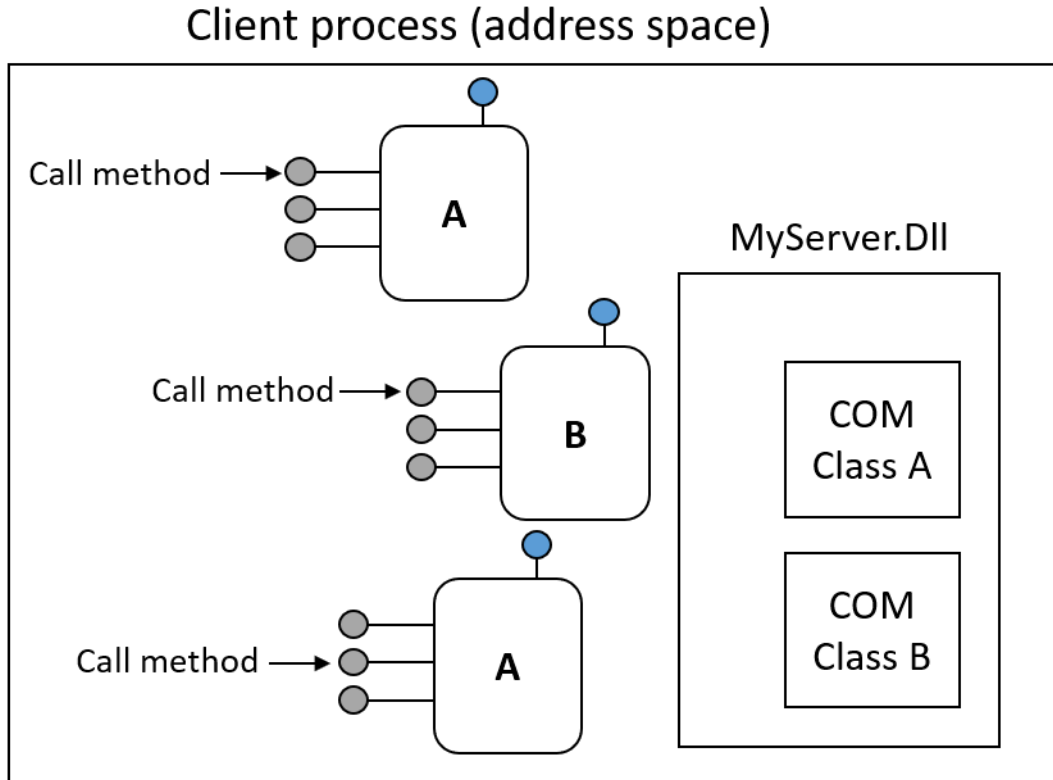 Client process (address space)
Call method
A
MyServer.Dll
Call method
B
COM
Class A
COM
Class B
Call method
A